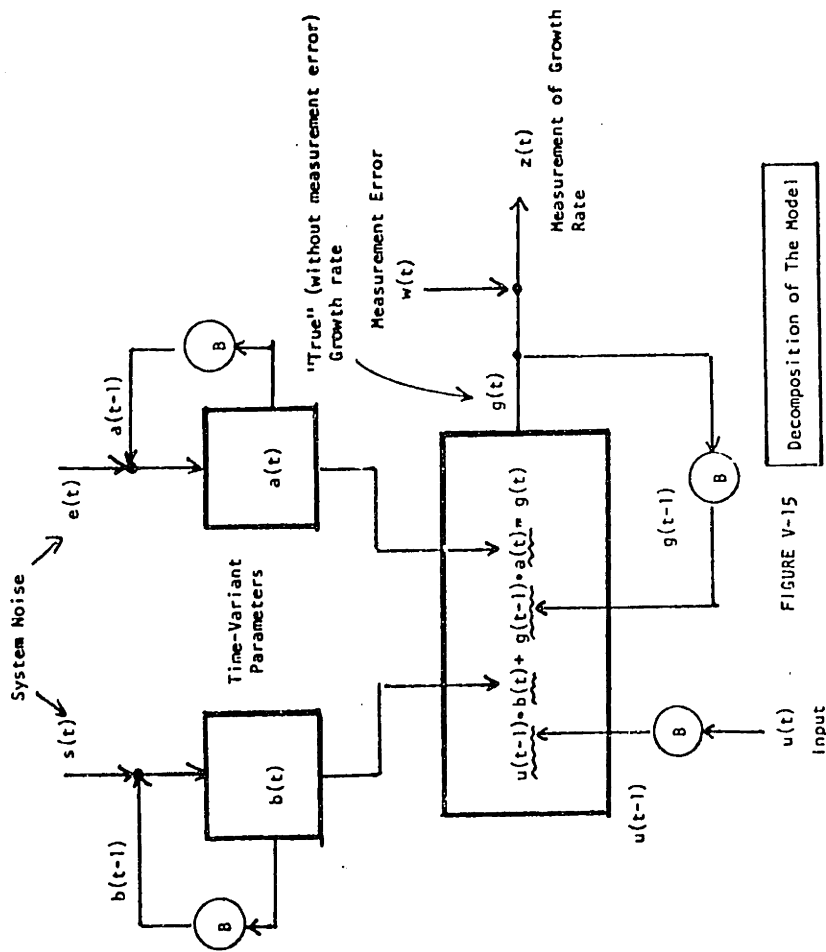 System Noise
s(t)
e(t)
b(t-1)
a(t-1)
B
B
b(t)
a(t)
Time-Variant
Parameters
"True" (without measurement error)
Growth rate
Measurement Error
w(t)
g(t)
z(t)
Measurement of Growth
Rate
u(t-1)•b(t)+ g(t-1)•a(t)= g(t)
u(t-1)
B
B
g(t-1)
u(t)
Input
FIGURE V-15
Decomposition of The Model